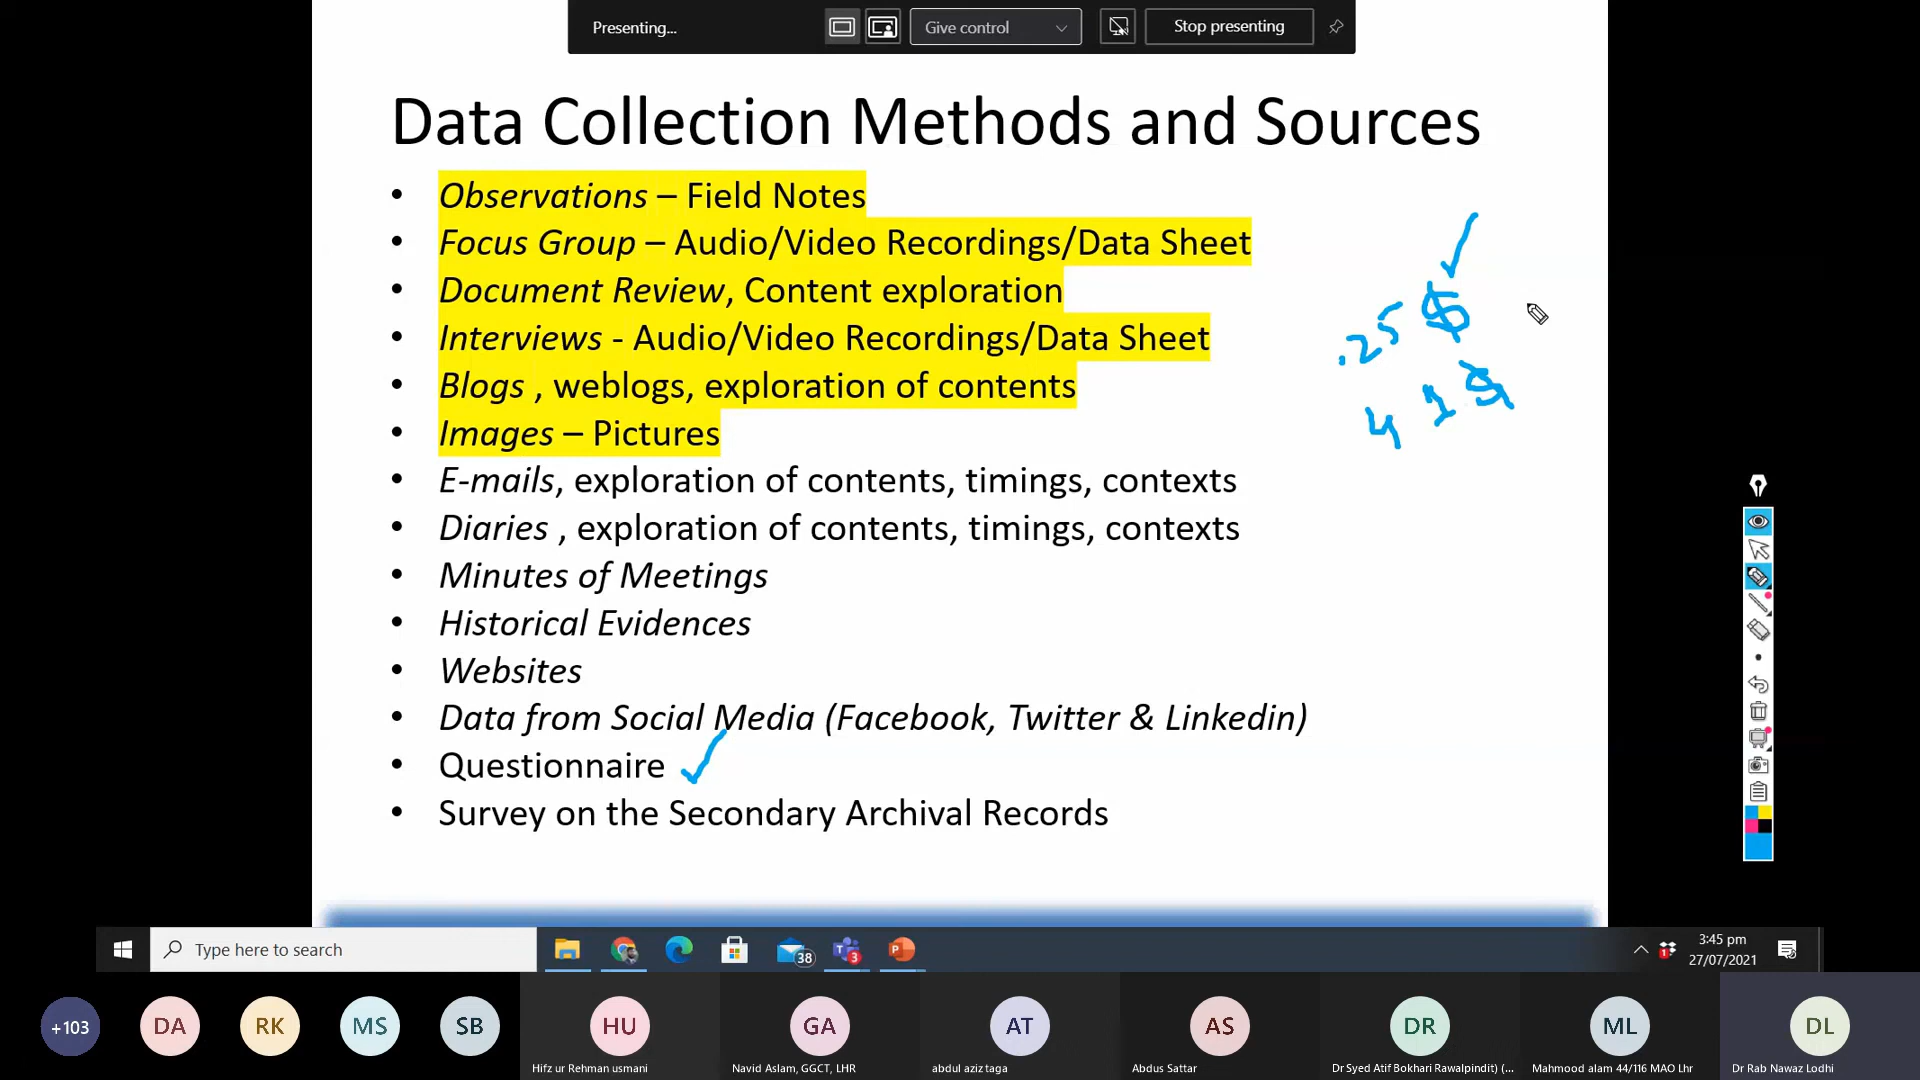 Presenting...
Give control
Stop presenting
Data Collection Methods and Sources
• Observations – Field Notes
• Focus Group – Audio/Video Recordings/Data Sheet
• Document Review, Content exploration
• Interviews - Audio/Video Recordings/Data Sheet
• Blogs , weblogs, exploration of contents
• Images – Pictures
• E-mails, exploration of contents, timings, contexts
• Diaries , exploration of contents, timings, contexts
• Minutes of Meetings
• Historical Evidences
• Websites
• Data from Social Media (Facebook, Twitter & Linkedin)
• Questionnaire
• Survey on the Secondary Archival Records
.25 $
4 1 $
Type here to search
38
3
1
3:45 pm
27/07/2021
+103
DA
RK
MS
SB
HU
GA
AT
AS
DR
ML
DL
Hifz ur Rehman usmani
Navid Aslam, GGCT, LHR
abdul aziz taga
Abdus Sattar
Dr Syed Atif Bokhari Rawalpindit) (...
Mahmood alam 44/116 MAO Lhr
Dr Rab Nawaz Lodhi